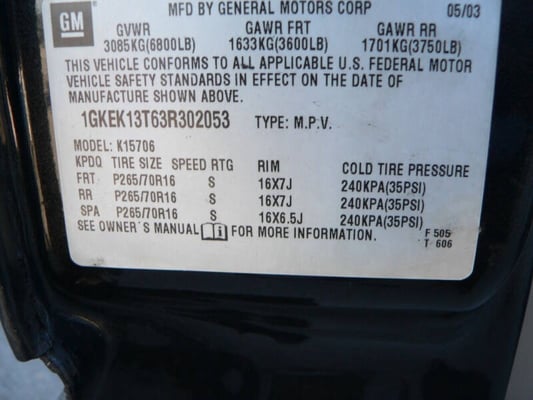 MFD BY GENERAL MOTORS CORP 05/03
GM
GVWR GAWR FRT GAWR RR
3085KG(6800LB) 1633KG(3600LB) 1701KG(3750LB)
THIS VEHICLE CONFORMS TO ALL APPLICABLE U.S. FEDERAL MOTOR
VEHICLE SAFETY STANDARDS IN EFFECT ON THE DATE OF
MANUFACTURE SHOWN ABOVE.
1GKEK13T63R302053 TYPE: M.P.V.
MODEL: K15706
KPDQ TIRE SIZE SPEED RTG RIM COLD TIRE PRESSURE
FRT P265/70R16 S 16X7J 240KPA(35PSI)
RR P265/70R16 S 16X7J 240KPA(35PSI)
SPA P265/70R16 S 16X6.5J 240KPA(35PSI)
SEE OWNER'S MANUAL FOR MORE INFORMATION. F 505
T 606